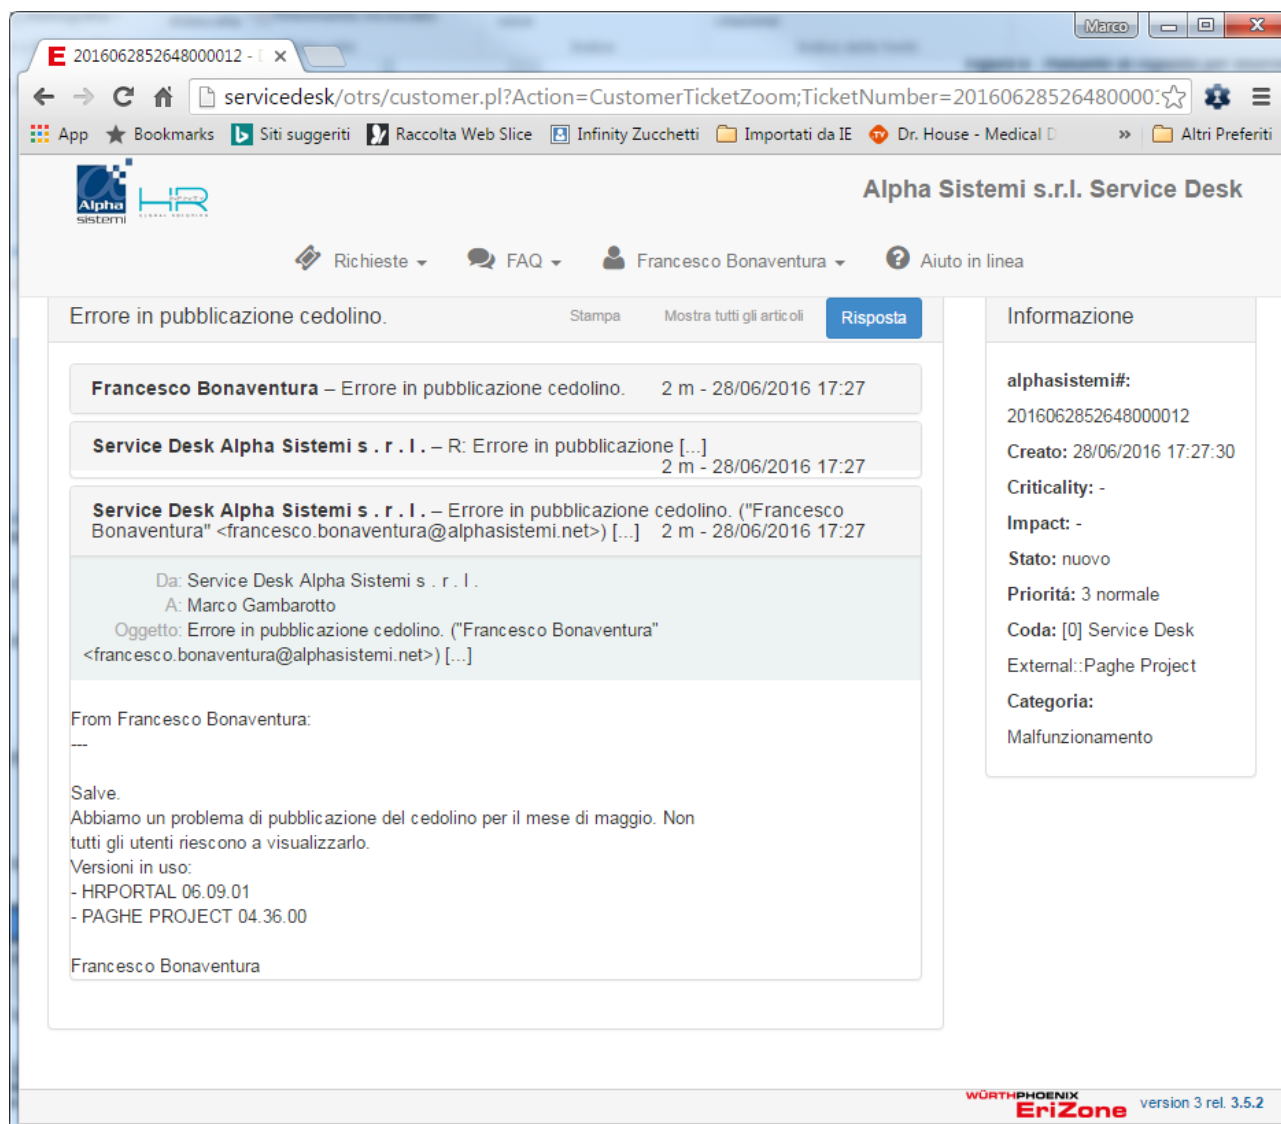 Marco
E 2016062852648000012 -
servicedesk/otrs/customer.pl?Action=CustomerTicketZoom;TicketNumber=20160628526480000
App Bookmarks Siti suggeriti Raccolta Web Slice Infinity Zucchetti Importati da IE Dr. House - Medical D » Altri Preferiti
Alpha
sistemi
HR
Alpha Sistemi s.r.l. Service Desk
Richieste FAQ Francesco Bonaventura Aiuto in linea
Errore in pubblicazione cedolino. Stampa Mostra tutti gli articoli Risposta
Francesco Bonaventura – Errore in pubblicazione cedolino. 2 m - 28/06/2016 17:27
Service Desk Alpha Sistemi s . r . l . – R: Errore in pubblicazione [...]
2 m - 28/06/2016 17:27
Service Desk Alpha Sistemi s . r . l . – Errore in pubblicazione cedolino. ("Francesco
Bonaventura" <francesco.bonaventura@alphasistemi.net>) [...] 2 m - 28/06/2016 17:27
Da: Service Desk Alpha Sistemi s . r . l .
A: Marco Gambarotto
Oggetto: Errore in pubblicazione cedolino. ("Francesco Bonaventura"
<francesco.bonaventura@alphasistemi.net>) [...]
From Francesco Bonaventura:
---
Salve.
Abbiamo un problema di pubblicazione del cedolino per il mese di maggio. Non
tutti gli utenti riescono a visualizzarlo.
Versioni in uso:
- HRPORTAL 06.09.01
- PAGHE PROJECT 04.36.00
Francesco Bonaventura
Informazione
alphasistemi#:
2016062852648000012
Creato: 28/06/2016 17:27:30
Criticality: -
Impact: -
Stato: nuovo
Prioritá: 3 normale
Coda: [0] Service Desk
External::Paghe Project
Categoria:
Malfunzionamento
WÜRTHPHOENIX
EriZone version 3 rel. 3.5.2